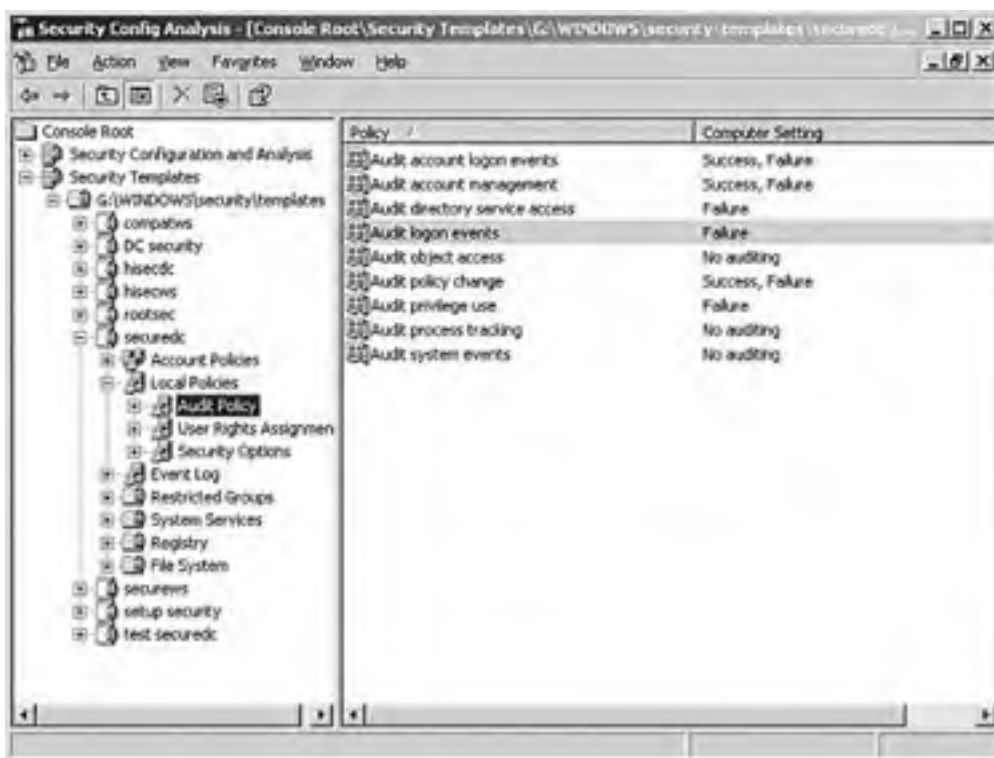 Security Config Analysis - [Console Root\Security Templates\G:\WINDOWS\security\templates\securedc\...
File Action View Favorites Window Help
Console Root
Security Configuration and Analysis
Security Templates
G:\WINDOWS\security\templates
compatws
DC security
hisecdc
hisecws
rootsec
securedc
Account Policies
Local Policies
Audit Policy
User Rights Assignmen
Security Options
Event Log
Restricted Groups
System Services
Registry
File System
securews
setup security
test securedc
Policy / Computer Setting
Audit account logon events Success, Failure
Audit account management Success, Failure
Audit directory service access Failure
Audit logon events Failure
Audit object access No auditing
Audit policy change Success, Failure
Audit privilege use Failure
Audit process tracking No auditing
Audit system events No auditing